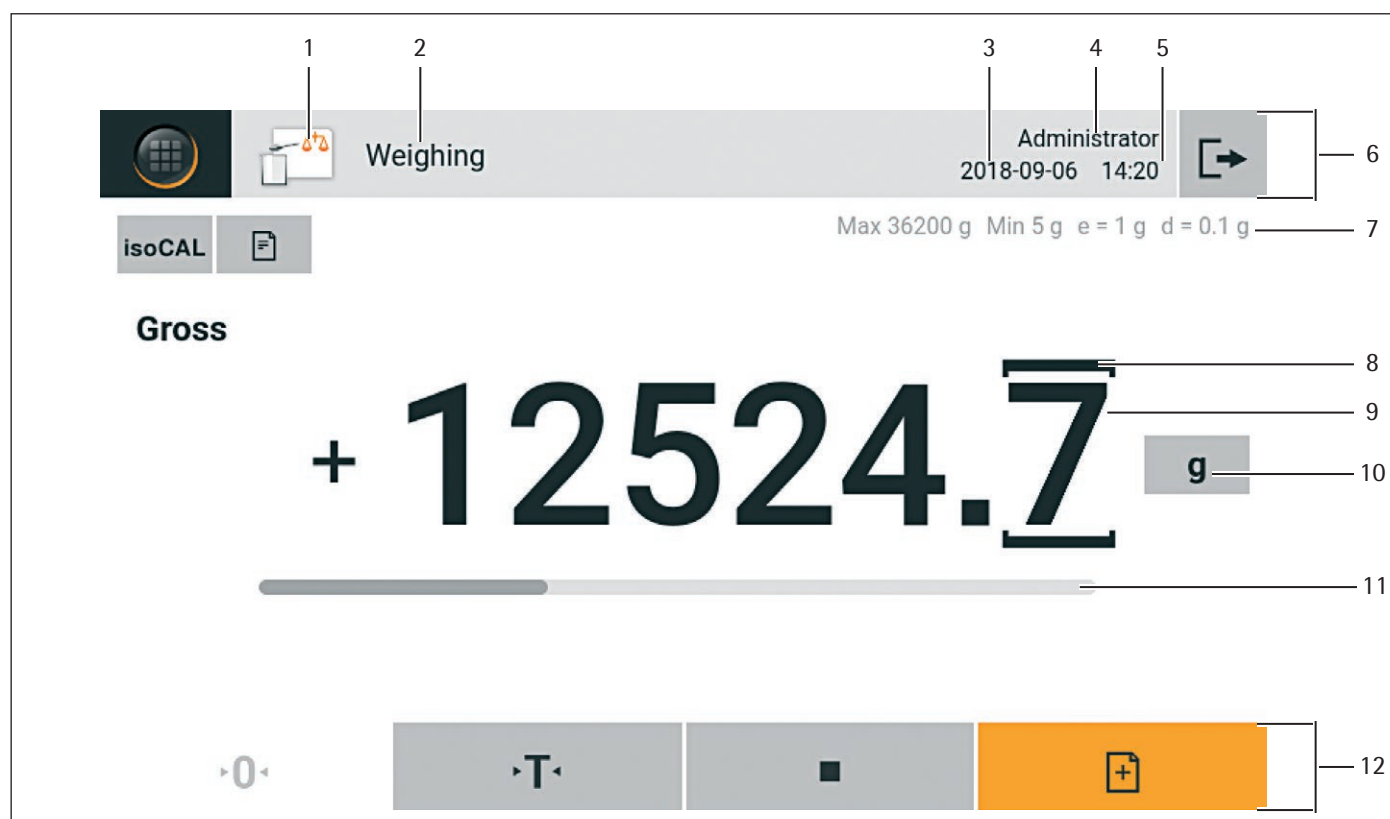 1 2 3 4 5
Weighing
Administrator
2018-09-06 14:20
6
isoCAL
Max 36200 g Min 5 g e = 1 g d = 0.1 g
7
Gross
8
+ 12524.7
9
g
10
11
0 T
12